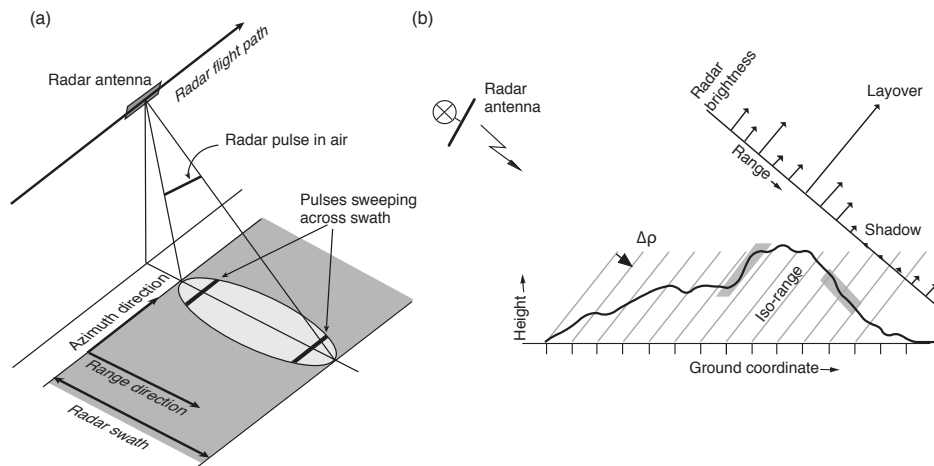 (a)
Radar antenna
Radar flight path
Radar pulse in air
Pulses sweeping
across swath
Azimuth direction
Range direction
Radar swath
(b)
Radar
antenna
Radar
brightness
Layover
Range
Shadow
Δρ
Iso-range
Height
Ground coordinate